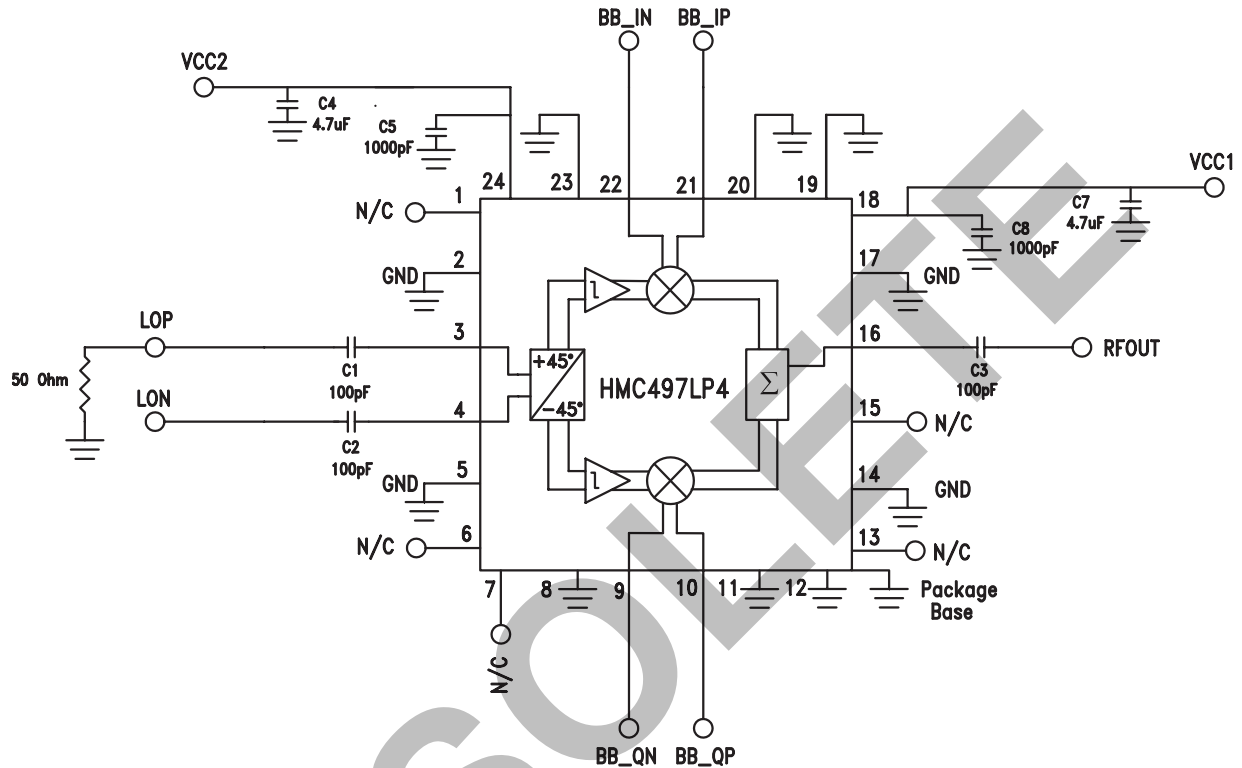 BB_IN BB_IP
VCC2
C4
4.7uF
C5
1000pF
24 23 22 21 20 19
VCC1
1
N/C
18
C7
4.7uF
C8
1000pF
2
GND
17
GND
LOP
3
+45°
-45°
HMC497LP4
Σ
16
RFOUT
C1
100pF
C3
100pF
50 Ohm
LON
4
15
N/C
C2
100pF
5
GND
14
GND
6
N/C
13
N/C
7 8 9 10 11 12
Package
Base
N/C
BB_QN BB_QP
SOLETE